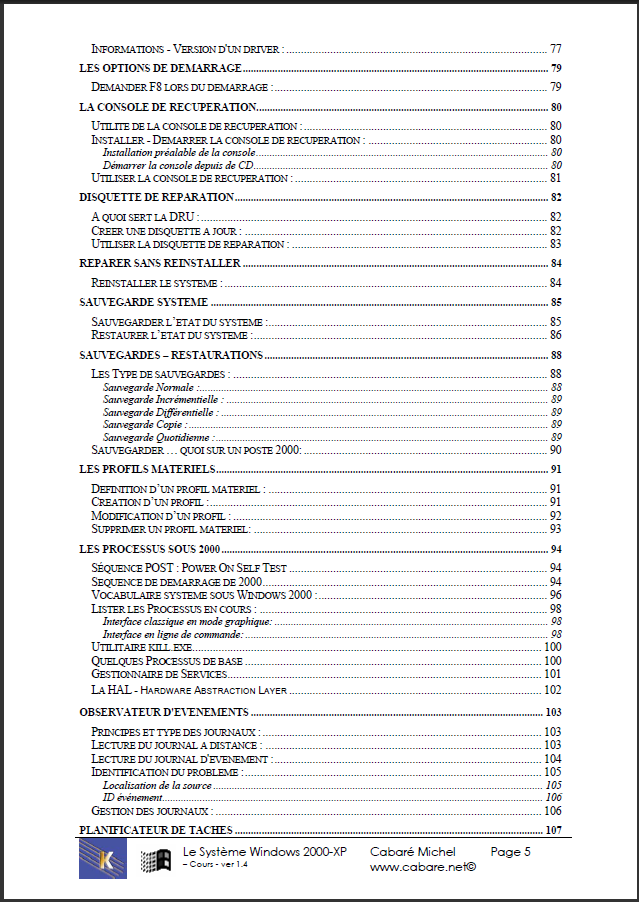 INFORMATIONS - VERSION D'UN DRIVER : ... 77
LES OPTIONS DE DEMARRAGE ... 79
DEMANDER F8 LORS DU DEMARRAGE : ... 79
LA CONSOLE DE RECUPERATION ... 80
UTILITE DE LA CONSOLE DE RECUPERATION : ... 80
INSTALLER - DEMARRER LA CONSOLE DE RECUPERATION : ... 80
Installation préalable de la console ... 80
Démarrer la console depuis de CD ... 80
UTILISER LA CONSOLE DE RECUPERATION : ... 81
DISQUETTE DE REPARATION ... 82
A QUOI SERT LA DRU : ... 82
CREER UNE DISQUETTE A JOUR : ... 82
UTILISER LA DISQUETTE DE REPARATION : ... 83
REPARER SANS REINSTALLER ... 84
REINSTALLER LE SYSTEME : ... 84
SAUVEGARDE SYSTEME ... 85
SAUVEGARDER L'ETAT DU SYSTEME : ... 85
RESTAURER L'ETAT DU SYSTEME : ... 86
SAUVEGARDES – RESTAURATIONS ... 88
LES TYPE DE SAUVEGARDES : ... 88
Sauvegarde Normale : ... 88
Sauvegarde Incrémentielle : ... 89
Sauvegarde Différentielle : ... 89
Sauvegarde Copie : ... 89
Sauvegarde Quotidienne : ... 89
SAUVEGARDER … QUOI SUR UN POSTE 2000: ... 90
LES PROFILS MATERIELS ... 91
DEFINITION D'UN PROFIL MATERIEL : ... 91
CREATION D'UN PROFIL : ... 91
MODIFICATION D'UN PROFIL : ... 92
SUPPRIMER UN PROFIL MATERIEL: ... 93
LES PROCESSUS SOUS 2000 ... 94
SÉQUENCE POST : POWER ON SELF TEST ... 94
SEQUENCE DE DEMARRAGE DE 2000 ... 94
VOCABULAIRE SYSTEME SOUS WINDOWS 2000 : ... 96
LISTER LES PROCESSUS EN COURS : ... 98
Interface classique en mode graphique: ... 98
Interface en ligne de commande: ... 98
UTILITAIRE KILL.EXE ... 100
QUELQUES PROCESSUS DE BASE ... 100
GESTIONNAIRE DE SERVICES ... 101
LA HAL - HARDWARE ABSTRACTION LAYER ... 102
OBSERVATEUR D'EVENEMENTS ... 103
PRINCIPES ET TYPE DES JOURNAUX : ... 103
LECTURE DU JOURNAL A DISTANCE : ... 103
LECTURE DU JOURNAL D'EVENEMENT : ... 104
IDENTIFICATION DU PROBLEME : ... 105
Localisation de la source ... 105
ID événement ... 106
GESTION DES JOURNAUX : ... 106
PLANIFICATEUR DE TACHES ... 107
K Le Système Windows 2000-XP Cabaré Michel Page 5
– Cours - ver 1.4 www.cabare.net©